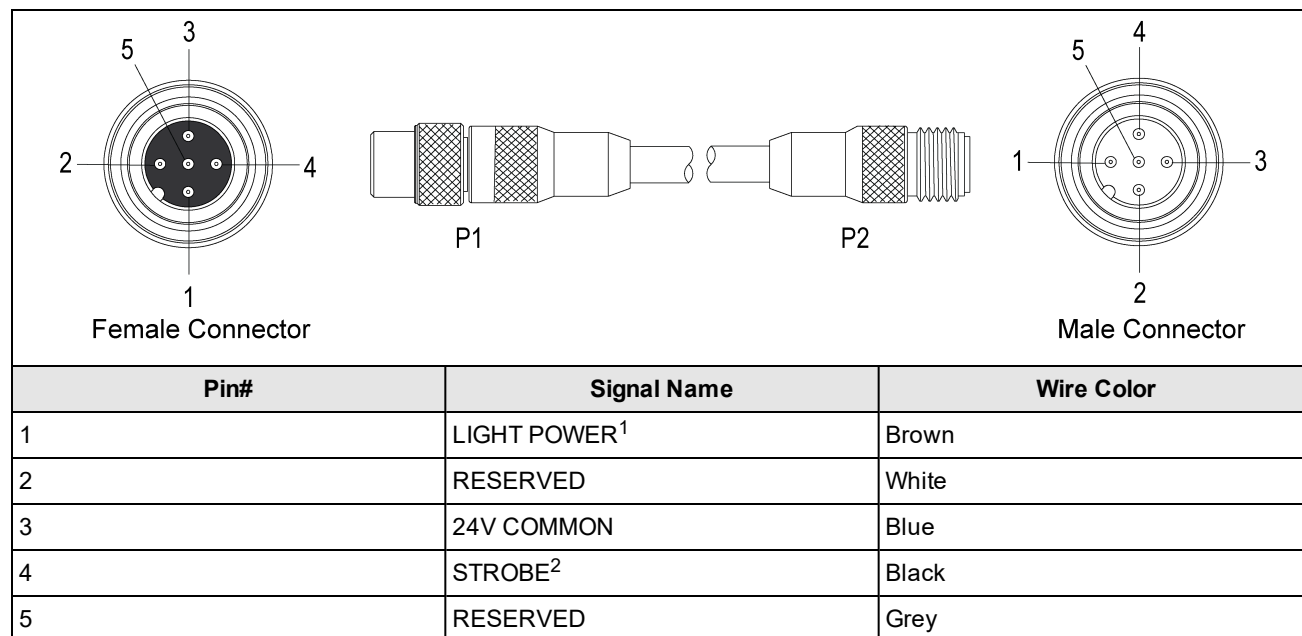 3
5
2
4
1
Female Connector
P1
P2
4
5
1
3
2
Male Connector
Pin# Signal Name Wire Color
1 LIGHT POWER1 Brown
2 RESERVED White
3 24V COMMON Blue
4 STROBE2 Black
5 RESERVED Grey